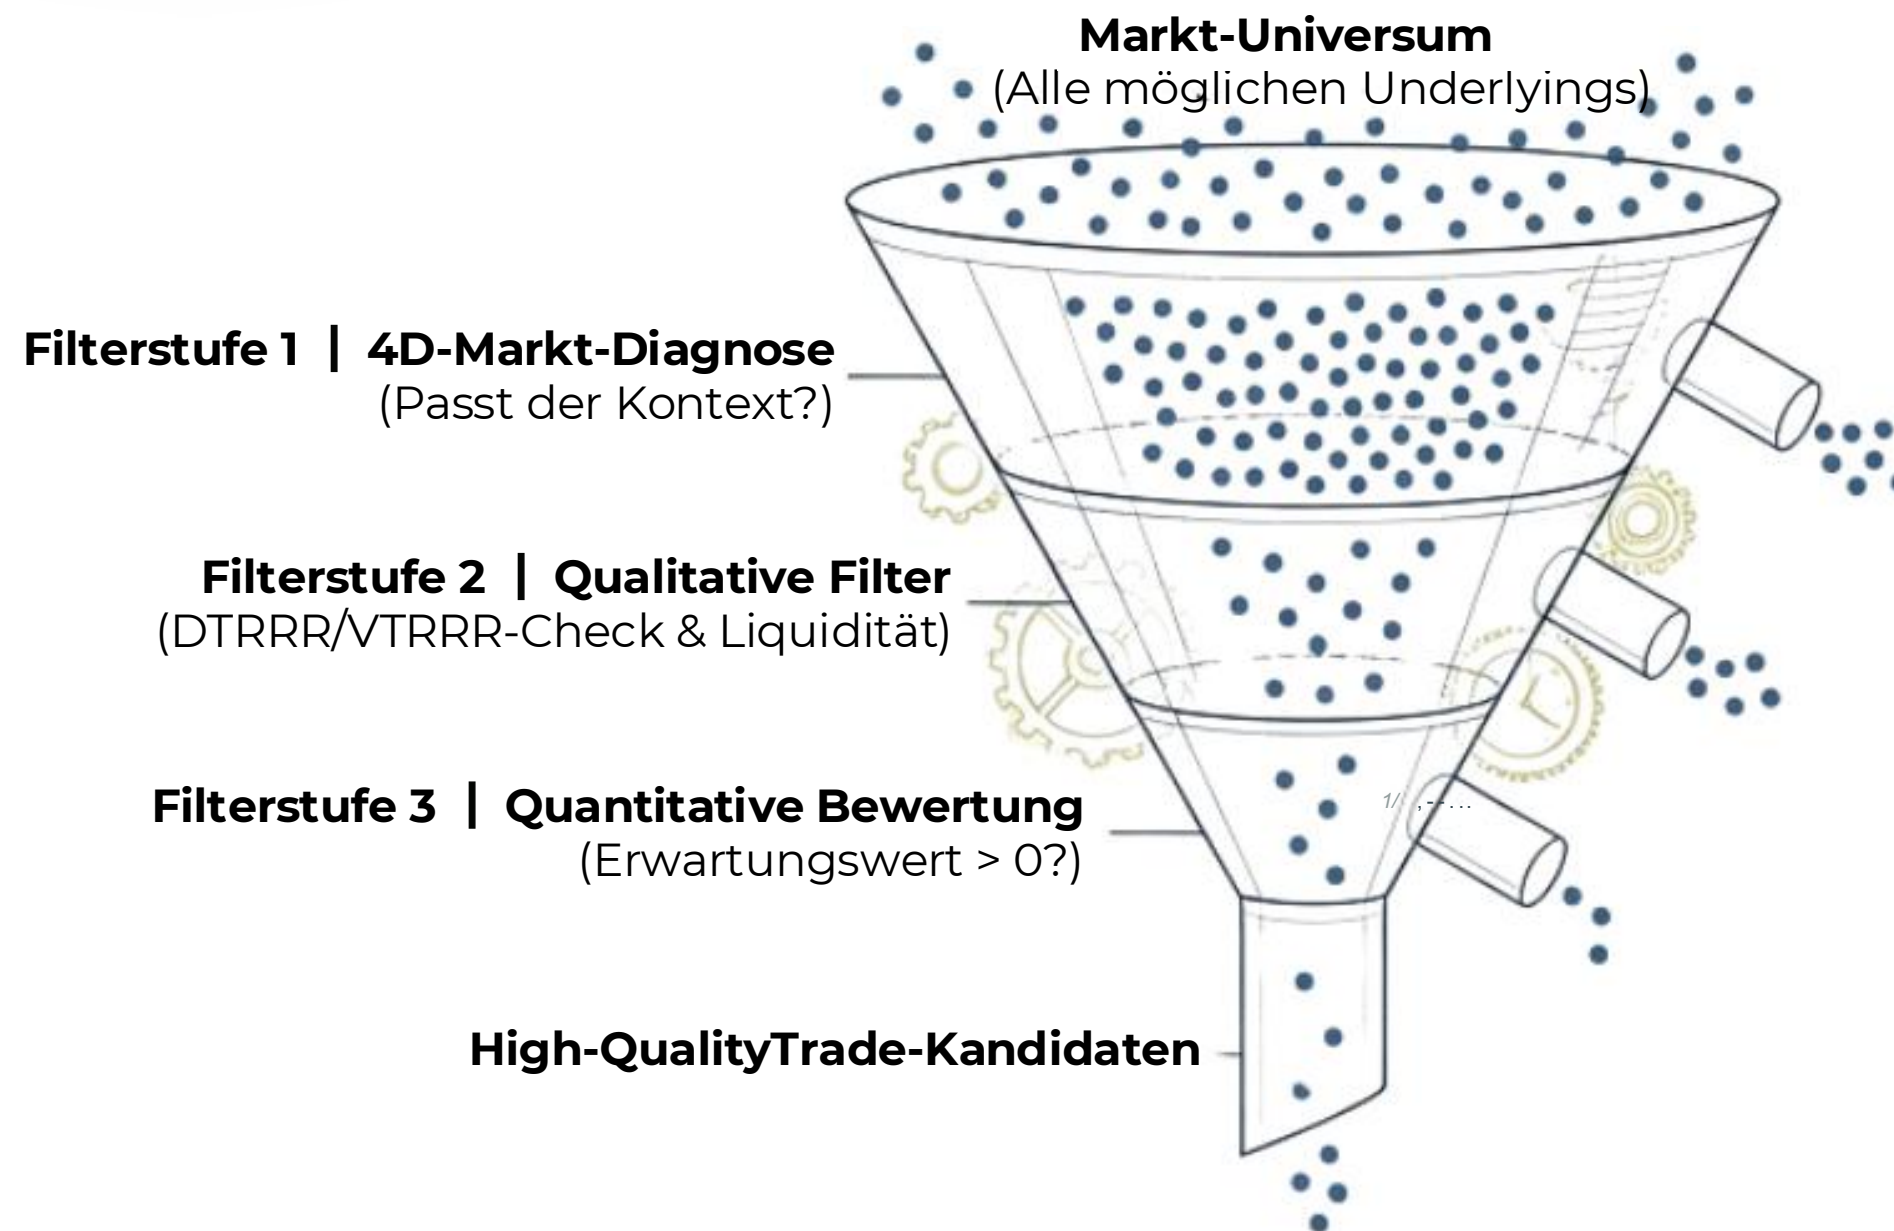 Markt-Universum
(Alle möglichen Underlyings)
Filterstufe 1 | 4D-Markt-Diagnose
(Passt der Kontext?)
Filterstufe 2 | Qualitative Filter
(DTRRR/VTRRR-Check & Liquidität)
Filterstufe 3 | Quantitative Bewertung
(Erwartungswert > 0?)
High-QualityTrade-Kandidaten